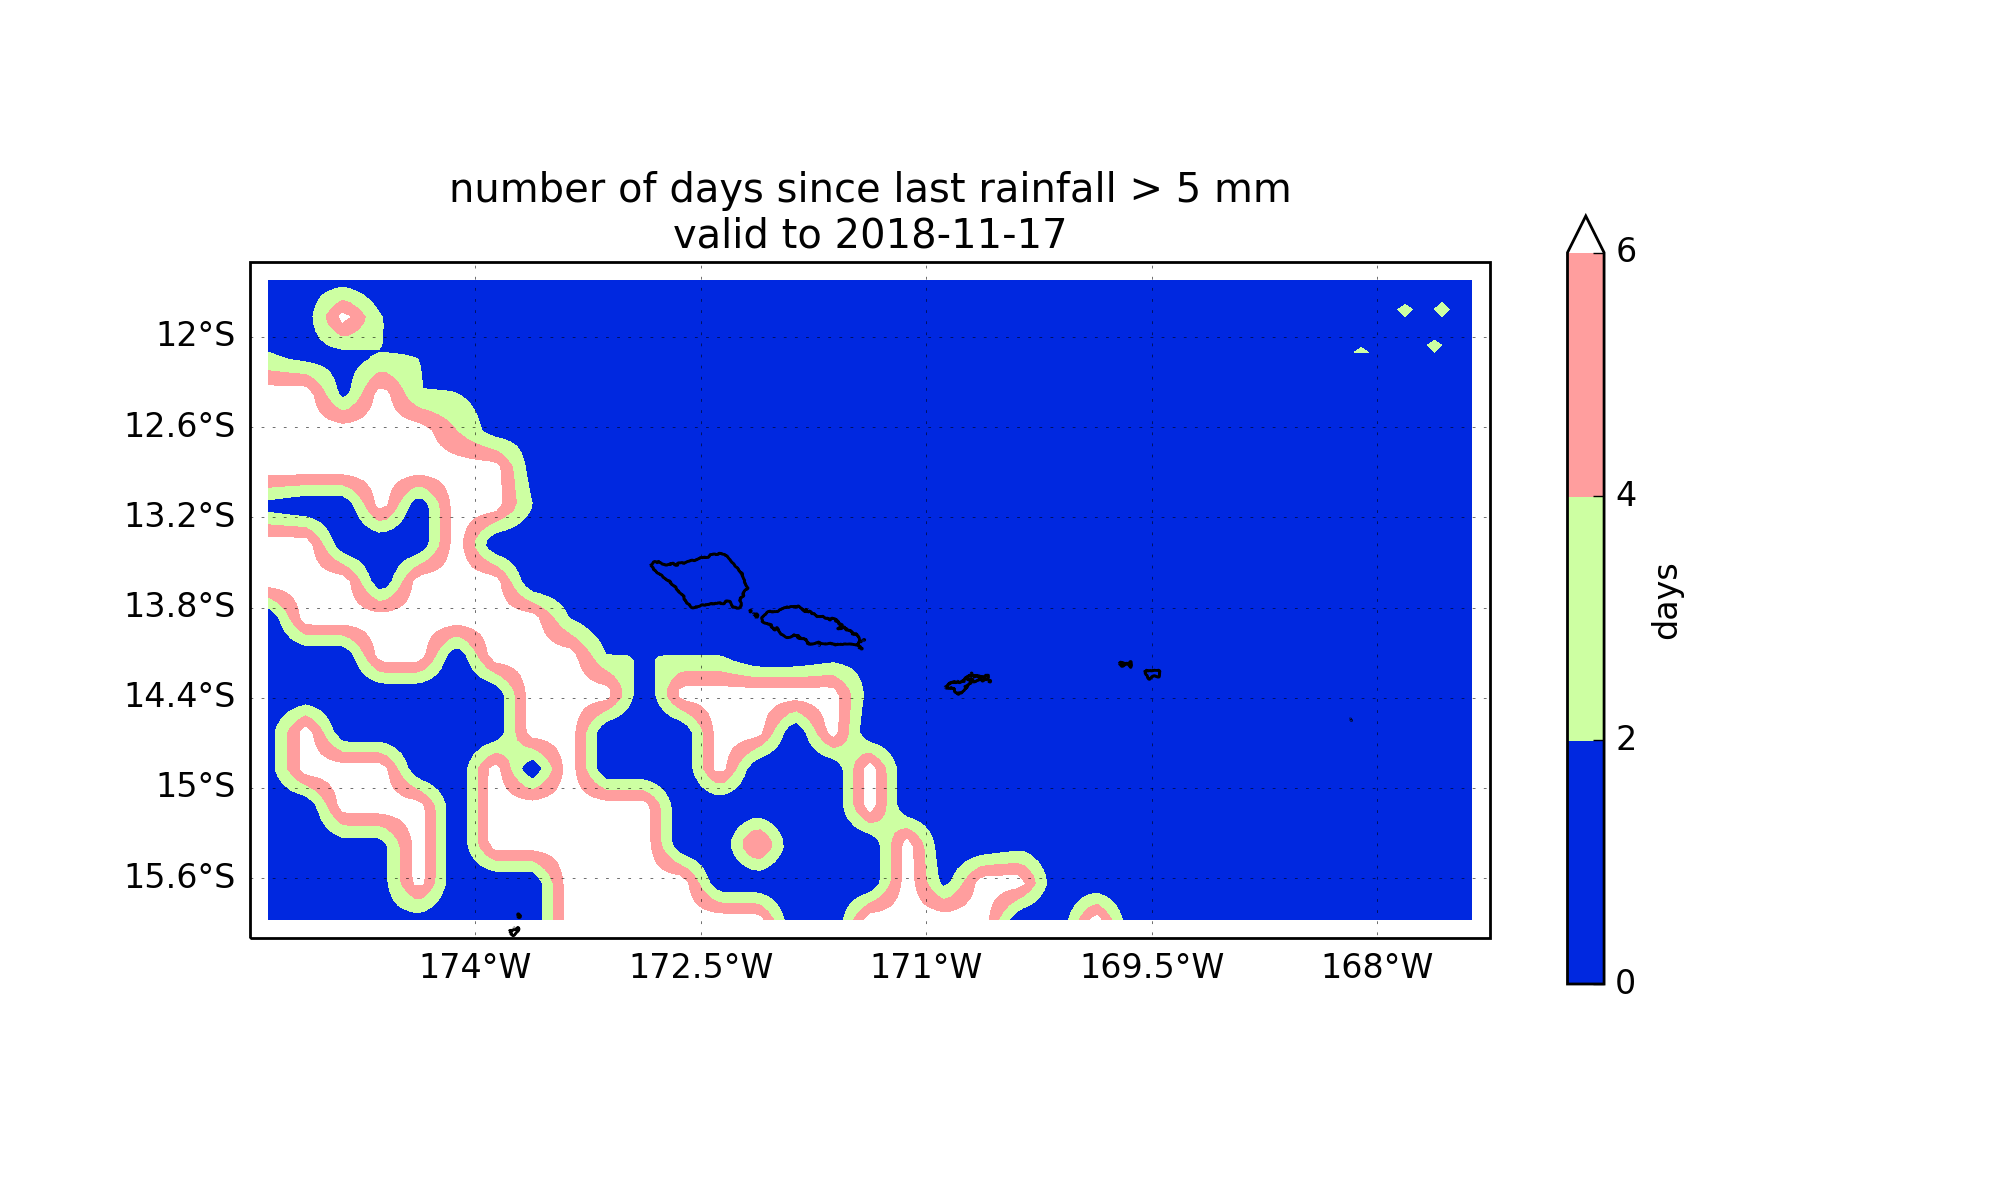 number of days since last rainfall > 5 mm
valid to 2018-11-17
12°S
12.6°S
13.2°S
13.8°S
14.4°S
15°S
15.6°S
174°W
172.5°W
171°W
169.5°W
168°W
6
4
2
0
days